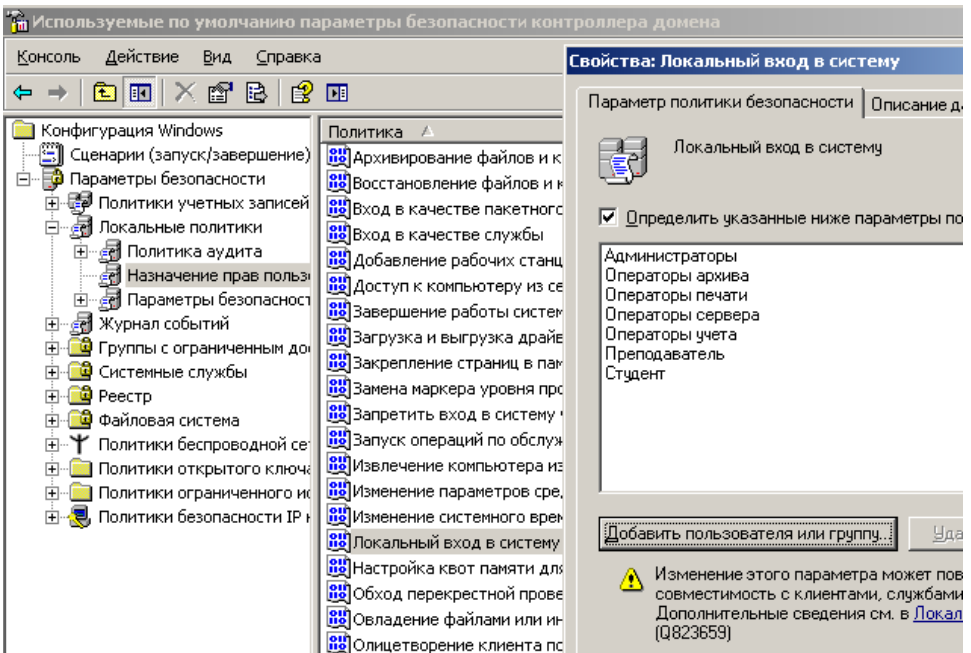 Используемые по умолчанию параметры безопасности контроллера домена
Консоль Действие Вид Справка
Конфигурация Windows
Сценарии (запуск/завершение)
Параметры безопасности
Политики учетных записей
Локальные политики
Политика аудита
Назначение прав польз
Параметры безопасност
Журнал событий
Группы с ограниченным до
Системные службы
Реестр
Файловая система
Политики беспроводной се
Политики открытого ключа
Политики ограниченного ис
Политики безопасности IP н
Политика
Архивирование файлов и к
Восстановление файлов и к
Вход в качестве пакетного
Вход в качестве службы
Добавление рабочих станц
Доступ к компьютеру из се
Завершение работы систем
Загрузка и выгрузка драйв
Закрепление страниц в пам
Замена маркера уровня про
Запретить вход в систему ч
Запуск операций по обслуж
Извлечение компьютера из
Изменение параметров сре
Изменение системного врем
Локальный вход в систему
Настройка квот памяти для
Обход перекрестной прове
Овладение файлами или ин
Олицетворение клиента по
Свойства: Локальный вход в систему
Параметр политики безопасности Описание д
Локальный вход в систему
Определить указанные ниже параметры по
Администраторы
Операторы архива
Операторы печати
Операторы сервера
Операторы учета
Преподаватель
Студент
Добавить пользователя или группу... Уда
Изменение этого параметра может пов
совместимость с клиентами, службами
Дополнительные сведения см. в Локал
(Q823659)